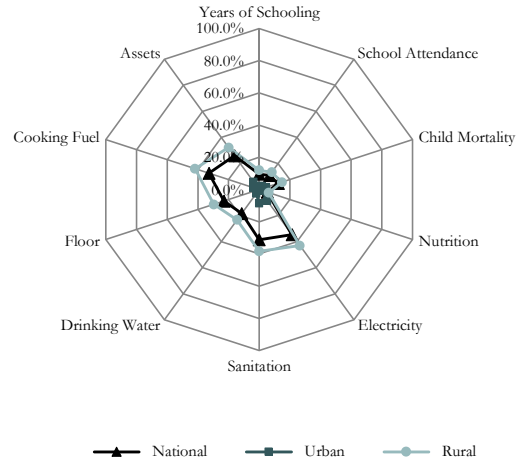 Years of Schooling
100.0%
Assets
School Attendance
80.0%
60.0%
Cooking Fuel
40.0%
Child Mortality
20.0%
0.0%
Floor
Nutrition
Drinking Water
Electricity
Sanitation
National Urban Rural